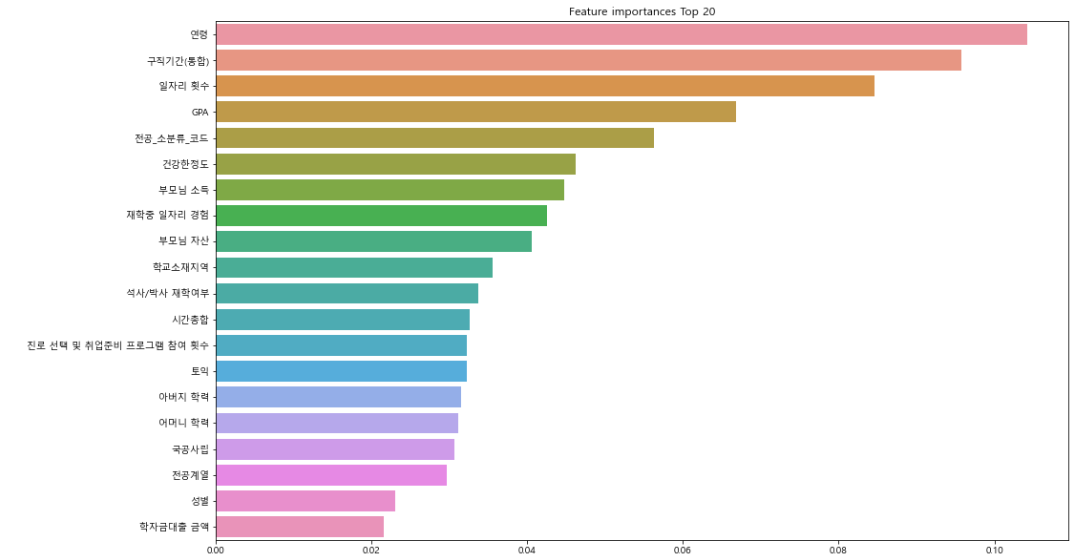 Feature importances Top 20
연령
구직기간(통합)
일자리 횟수
GPA
전공_소분류_코드
건강한정도
부모님 소득
재학중 일자리 경험
부모님 자산
학교소재지역
석사/박사 재학여부
시간총합
진로 선택 및 취업준비 프로그램 참여 횟수
토익
아버지 학력
어머니 학력
국공사립
전공계열
성별
학자금대출 금액
0.00 0.02 0.04 0.06 0.08 0.10